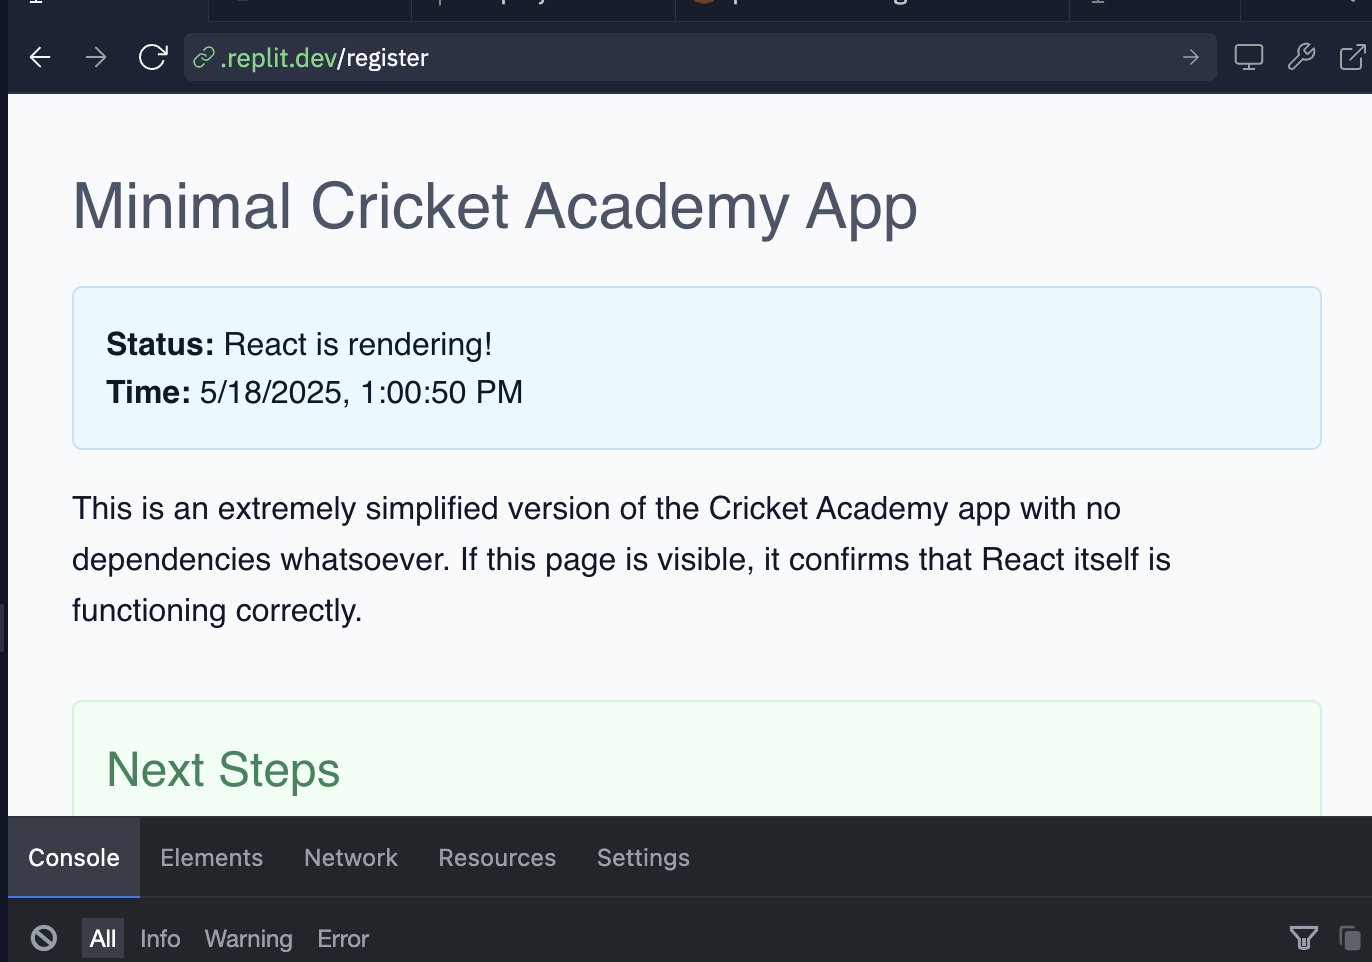 .replit.dev/register
Minimal Cricket Academy App
Status: React is rendering!
Time: 5/18/2025, 1:00:50 PM
This is an extremely simplified version of the Cricket Academy app with no
dependencies whatsoever. If this page is visible, it confirms that React itself is
functioning correctly.
Next Steps
Console Elements Network Resources Settings
All Info Warning Error